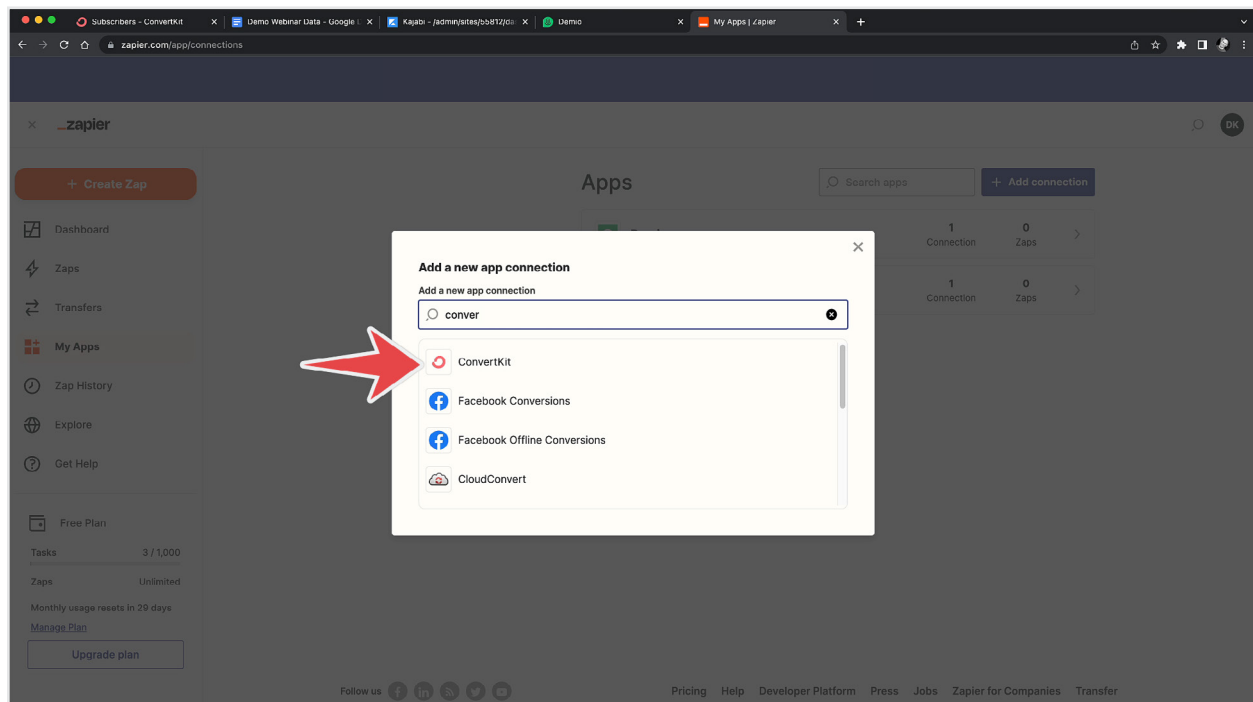 Subscribers - ConvertKit
Demo Webinar Data - Google D
Kajabi - /admin/sites/55812/da
Demio
My Apps | Zapier
zapier.com/app/connections
_zapier
DK
+ Create Zap
Apps
Search apps
+ Add connection
Dashboard
1
0
Connection
Zaps
Zaps
Add a new app connection
Add a new app connection
1
0
Connection
Zaps
Transfers
conver
My Apps
ConvertKit
Zap History
Facebook Conversions
Explore
Facebook Offline Conversions
Get Help
CloudConvert
Free Plan
Tasks 3 / 1,000
Zaps Unlimited
Monthly usage resets in 29 days
Manage Plan
Upgrade plan
Follow us
Pricing Help Developer Platform Press Jobs Zapier for Companies Transfer